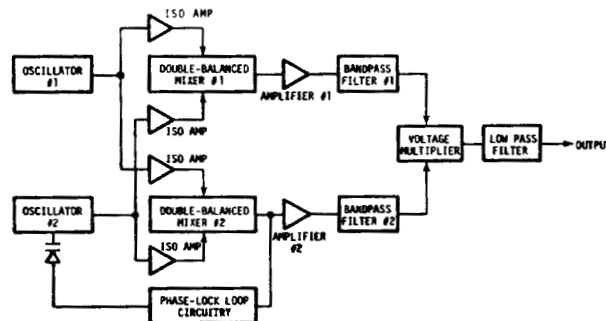 ISO AMP
OSCILLATOR
#1
DOUBLE-BALANCED
MIXER #1
AMPLIFIER #1
BANDPASS
FILTER #1
ISO AMP
VOLTAGE
MULTIPLIER
LOW PASS
FILTER
OUTPUT
ISO AMP
OSCILLATOR
#2
DOUBLE-BALANCED
MIXER #2
AMPLIFIER
#2
BANDPASS
FILTER #2
ISO AMP
PHASE-LOCK LOOP
CIRCUITRY